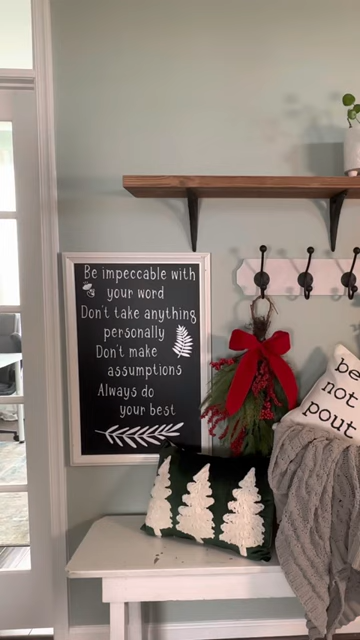 Be impeccable with
your word
Don't take anything
personally
Don't make
assumptions
Always do
your best
be
not
pout